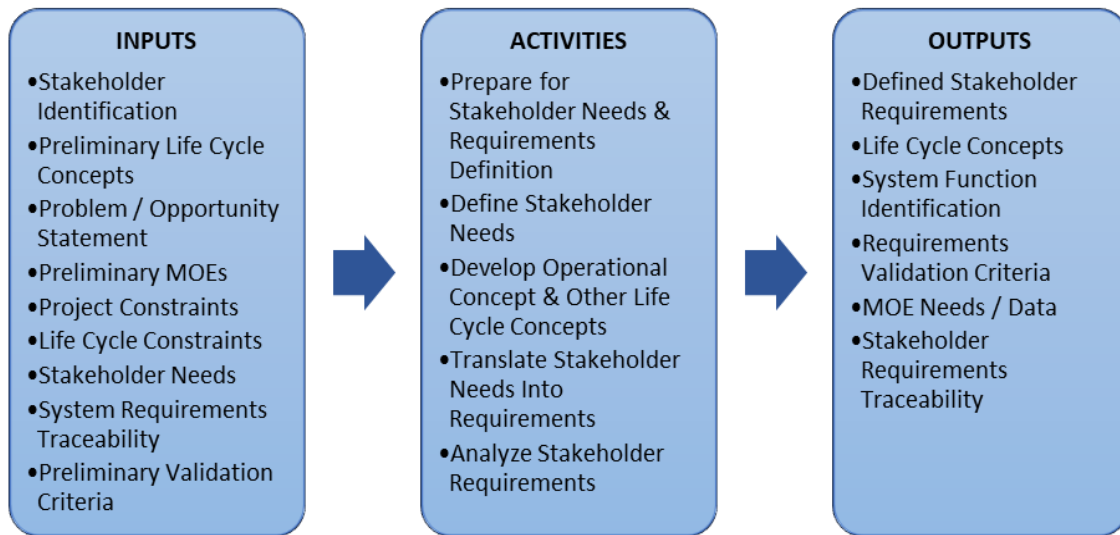 INPUTS
•Stakeholder
Identification
•Preliminary Life Cycle
Concepts
•Problem / Opportunity
Statement
•Preliminary MOEs
•Project Constraints
•Life Cycle Constraints
•Stakeholder Needs
•System Requirements
Traceability
•Preliminary Validation
Criteria
ACTIVITIES
•Prepare for
Stakeholder Needs &
Requirements
Definition
•Define Stakeholder
Needs
•Develop Operational
Concept & Other Life
Cycle Concepts
•Translate Stakeholder
Needs Into
Requirements
•Analyze Stakeholder
Requirements
OUTPUTS
•Defined Stakeholder
Requirements
•Life Cycle Concepts
•System Function
Identification
•Requirements
Validation Criteria
•MOE Needs / Data
•Stakeholder
Requirements
Traceability